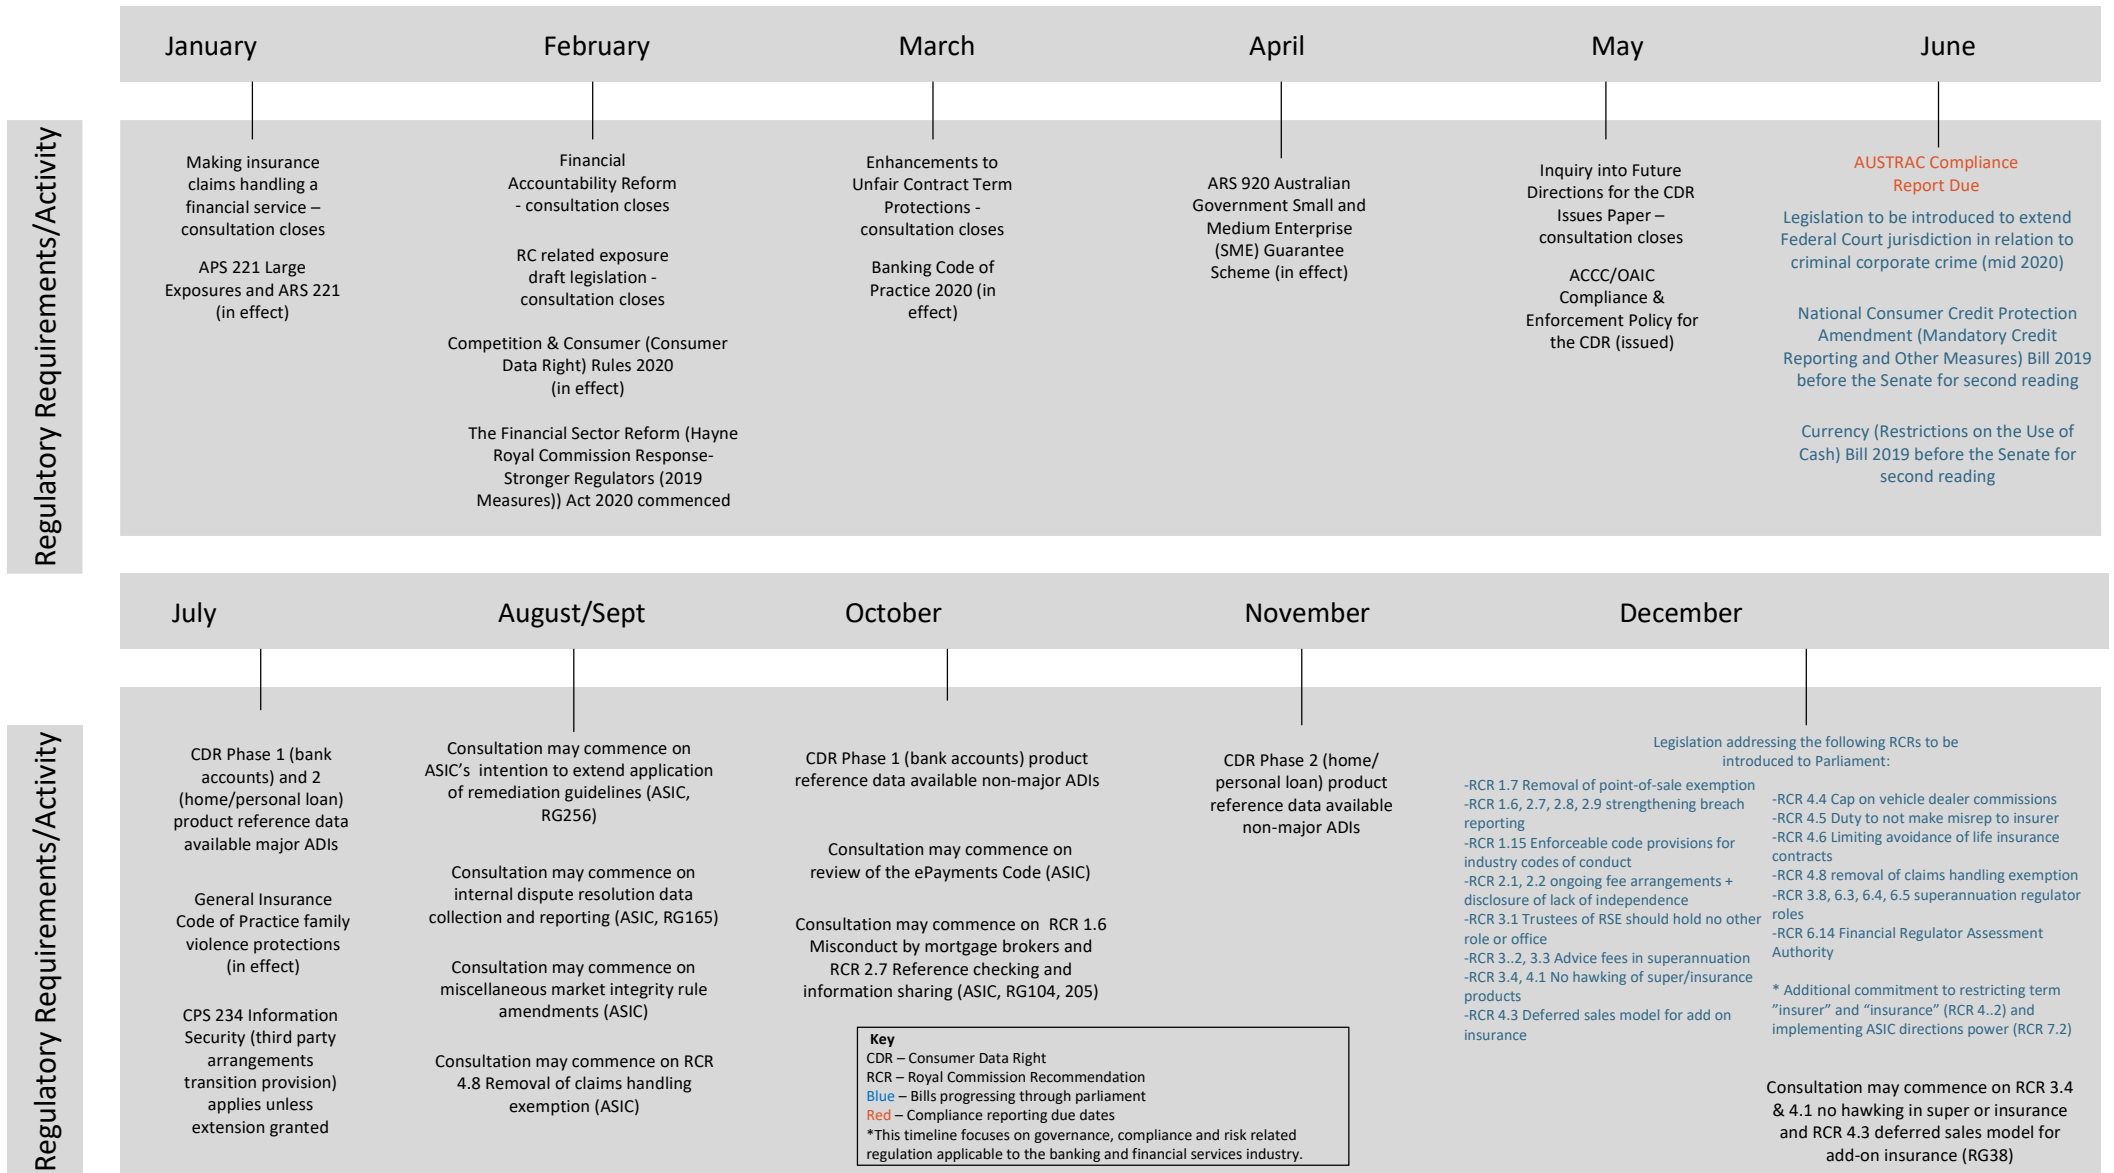 January
February
March
April
May
June
Regulatory Requirements/Activity
Making insurance
claims handling a
financial service –
consultation closes
APS 221 Large
Exposures and ARS 221
(in effect)
Financial
Accountability Reform
- consultation closes
RC related exposure
draft legislation -
consultation closes
Competition & Consumer (Consumer
Data Right) Rules 2020
(in effect)
The Financial Sector Reform (Hayne
Royal Commission Response-
Stronger Regulators (2019
Measures)) Act 2020 commenced
Enhancements to
Unfair Contract Term
Protections -
consultation closes
Banking Code of
Practice 2020 (in
effect)
ARS 920 Australian
Government Small and
Medium Enterprise
(SME) Guarantee
Scheme (in effect)
Inquiry into Future
Directions for the CDR
Issues Paper –
consultation closes
ACCC/OAIC
Compliance &
Enforcement Policy for
the CDR (issued)
AUSTRAC Compliance
Report Due
Legislation to be introduced to extend
Federal Court jurisdiction in relation to
criminal corporate crime (mid 2020)
National Consumer Credit Protection
Amendment (Mandatory Credit
Reporting and Other Measures) Bill 2019
before the Senate for second reading
Currency (Restrictions on the Use of
Cash) Bill 2019 before the Senate for
second reading
July
August/Sept
October
November
December
Regulatory Requirements/Activity
CDR Phase 1 (bank
accounts) and 2
(home/personal loan)
product reference data
available major ADIs
General Insurance
Code of Practice family
violence protections
(in effect)
CPS 234 Information
Security (third party
arrangements
transition provision)
applies unless
extension granted
Consultation may commence on
ASIC's intention to extend application
of remediation guidelines (ASIC,
RG256)
Consultation may commence on
internal dispute resolution data
collection and reporting (ASIC, RG165)
Consultation may commence on
miscellaneous market integrity rule
amendments (ASIC)
Consultation may commence on RCR
4.8 Removal of claims handling
exemption (ASIC)
CDR Phase 1 (bank accounts) product
reference data available non-major ADIs
Consultation may commence on
review of the ePayments Code (ASIC)
Consultation may commence on RCR 1.6
Misconduct by mortgage brokers and
RCR 2.7 Reference checking and
information sharing (ASIC, RG104, 205)
Key
CDR – Consumer Data Right
RCR – Royal Commission Recommendation
Blue – Bills progressing through parliament
Red – Compliance reporting due dates
*This timeline focuses on governance, compliance and risk related
regulation applicable to the banking and financial services industry.
CDR Phase 2 (home/
personal loan) product
reference data available
non-major ADIs
Legislation addressing the following RCRs to be
introduced to Parliament:
-RCR 1.7 Removal of point-of-sale exemption
-RCR 1.6, 2.7, 2.8, 2.9 strengthening breach
reporting
-RCR 1.15 Enforceable code provisions for
industry codes of conduct
-RCR 2.1, 2.2 ongoing fee arrangements +
disclosure of lack of independence
-RCR 3.1 Trustees of RSE should hold no other
role or office
-RCR 3..2, 3.3 Advice fees in superannuation
-RCR 3.4, 4.1 No hawking of super/insurance
products
-RCR 4.3 Deferred sales model for add on
insurance
-RCR 4.4 Cap on vehicle dealer commissions
-RCR 4.5 Duty to not make misrep to insurer
-RCR 4.6 Limiting avoidance of life insurance
contracts
-RCR 4.8 removal of claims handling exemption
-RCR 3.8, 6.3, 6.4, 6.5 superannuation regulator
roles
-RCR 6.14 Financial Regulator Assessment
Authority
* Additional commitment to restricting term
"insurer" and "insurance" (RCR 4..2) and
implementing ASIC directions power (RCR 7.2)
Consultation may commence on RCR 3.4
& 4.1 no hawking in super or insurance
and RCR 4.3 deferred sales model for
add-on insurance (RG38)